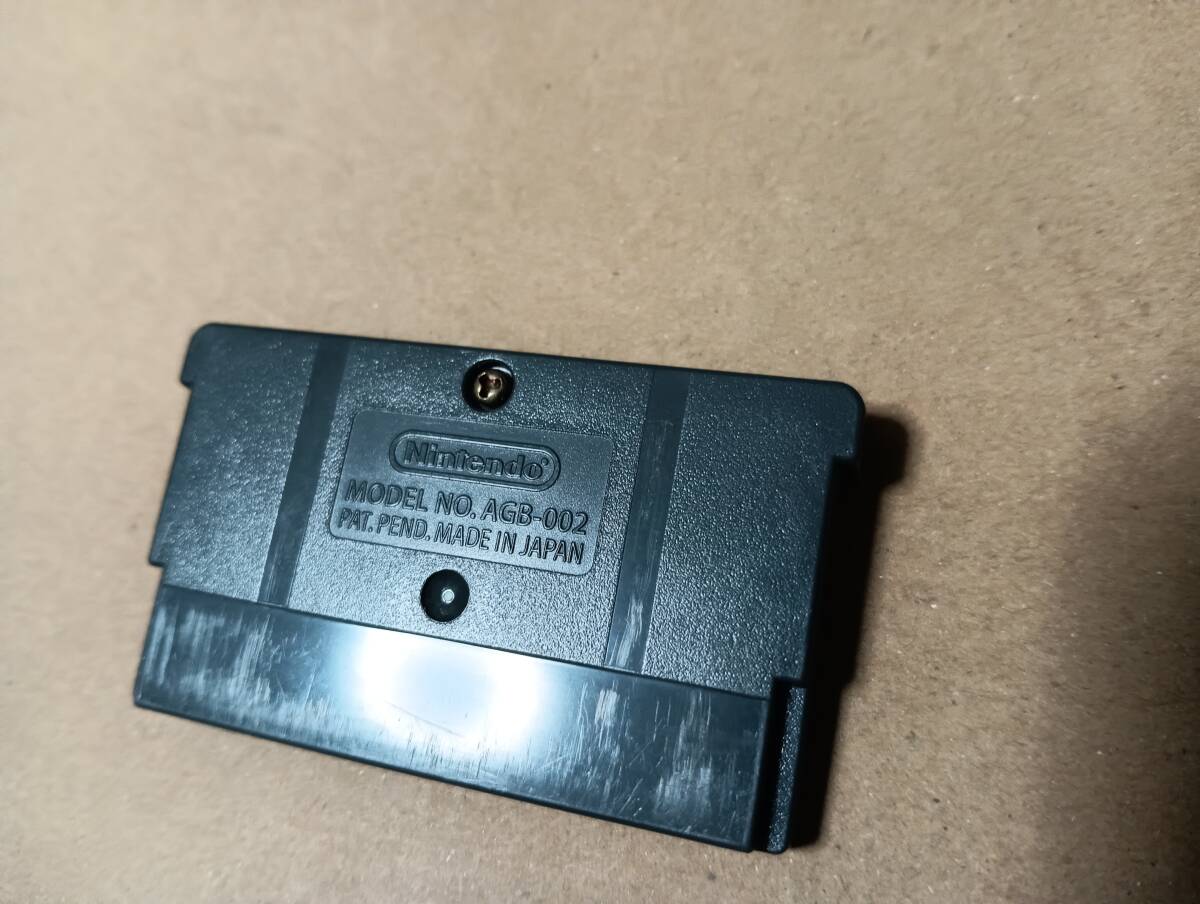 Nintendo®
MODEL NO. AGB-002
PAT. PEND. MADE IN JAPAN